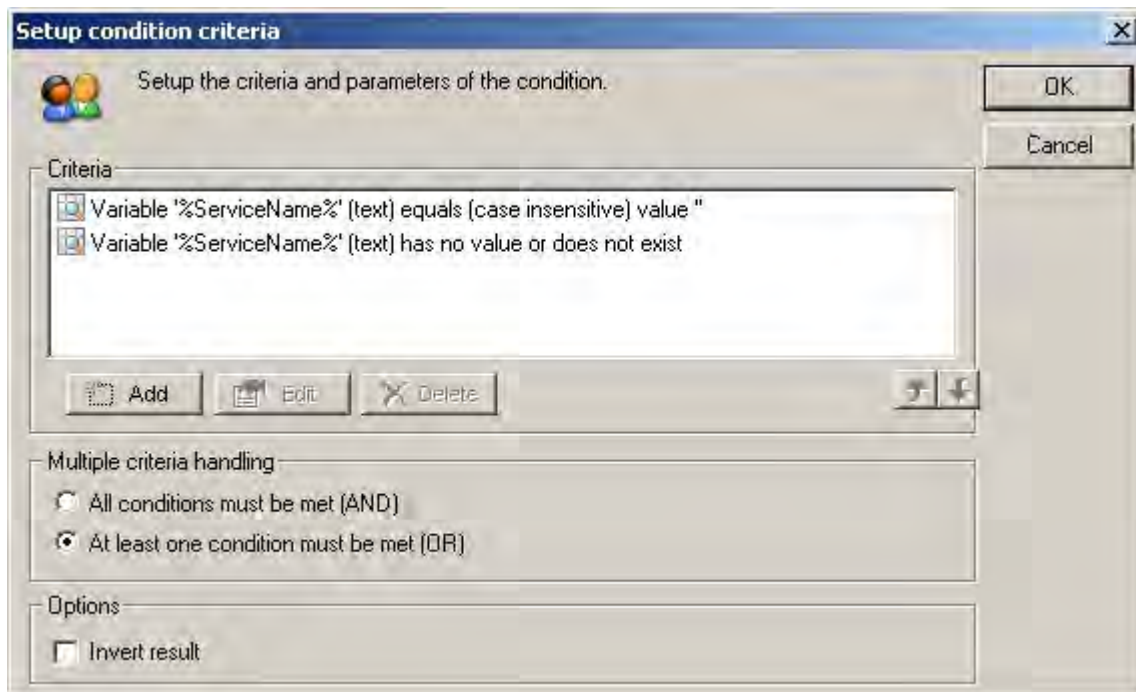 Setup condition criteria
Setup the criteria and parameters of the condition.
OK
Cancel
Criteria
Variable '%ServiceName%' (text) equals (case insensitive) value ''
Variable '%ServiceName%' (text) has no value or does not exist
Add
Edit
Delete
Multiple criteria handling
All conditions must be met (AND)
At least one condition must be met (OR)
Options
Invert result